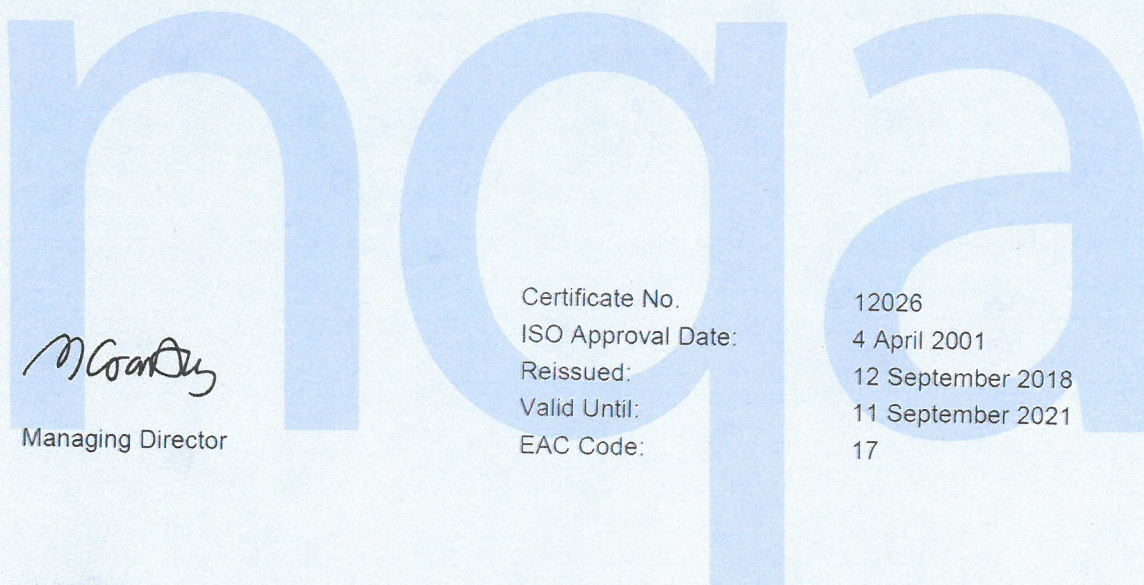 nqa
Certificate No. 12026
ISO Approval Date: 4 April 2001
Reissued: 12 September 2018
Valid Until: 11 September 2021
EAC Code: 17
Managing Director